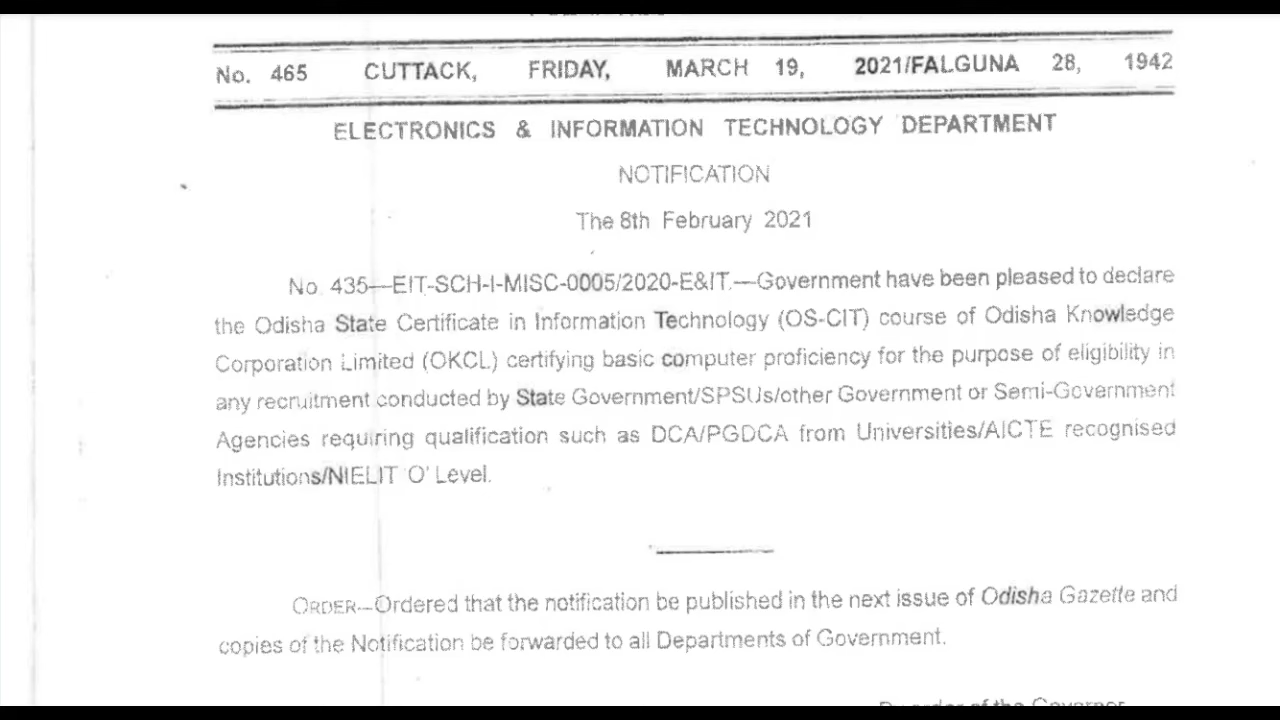 No. 465 CUTTACK, FRIDAY, MARCH 19, 2021/FALGUNA 28, 1942
ELECTRONICS & INFORMATION TECHNOLOGY DEPARTMENT
NOTIFICATION
The 8th February 2021
No. 435—EIT-SCH-I-MISC-0005/2020-E&IT.—Government have been pleased to declare
the Odisha State Certificate in Information Technology (OS-CIT) course of Odisha Knowledge
Corporation Limited (OKCL) certifying basic computer proficiency for the purpose of eligibility in
any recruitment conducted by State Government/SPSUs/other Government or Semi-Government
Agencies requiring qualification such as DCA/PGDCA from Universities/AICTE recognised
Institutions/NIELIT O' Level.
ORDER—Ordered that the notification be published in the next issue of Odisha Gazette and
copies of the Notification be forwarded to all Departments of Government.
order of the Governor